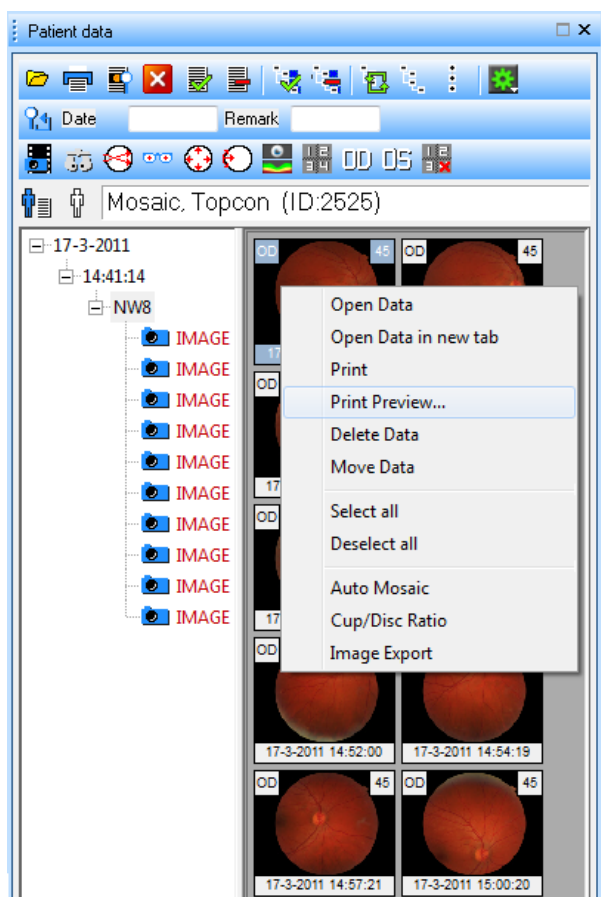 Patient data
Date Remark
OD OS
Mosaic, Topcon (ID:2525)
17-3-2011
14:41:14
NW8
IMAGE
IMAGE
IMAGE
IMAGE
IMAGE
IMAGE
IMAGE
IMAGE
IMAGE
IMAGE
OD 45 OD 45
17
OD
17
OD
17
OD
Open Data
Open Data in new tab
Print
Print Preview...
Delete Data
Move Data
Select all
Deselect all
Auto Mosaic
Cup/Disc Ratio
Image Export
17-3-2011 14:52:00 17-3-2011 14:54:19
OD 45 OD 45
17-3-2011 14:57:21 17-3-2011 15:00:20